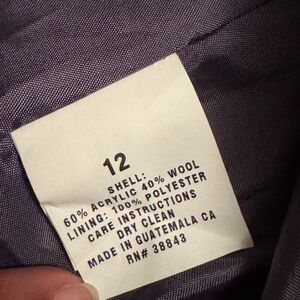 12
SHELL:
60% ACRYLIC 40% WOOL
LINING: 100% POLYESTER
CARE INSTRUCTIONS
DRY CLEAN
MADE IN GUATEMALA CA
RN# 38843